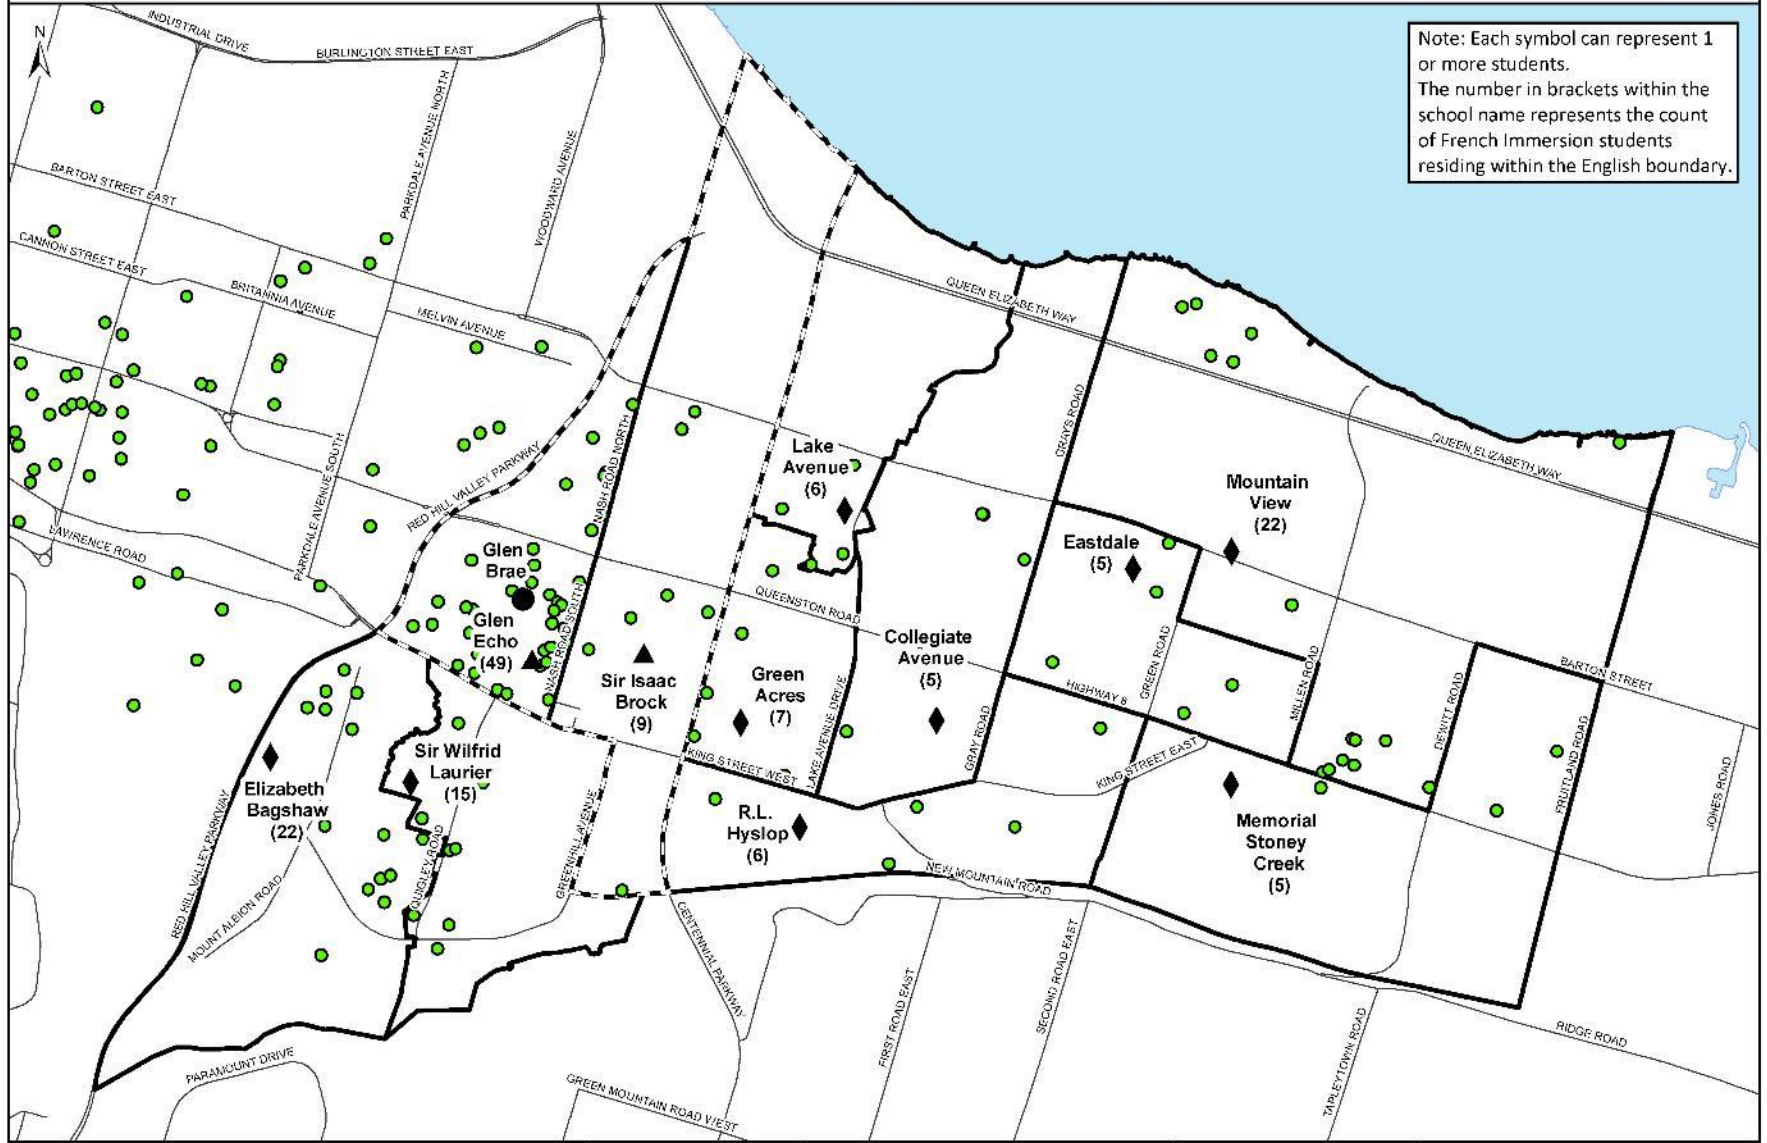 N
INDUSTRIAL DRIVE
BURLINGTON STREET EAST
Note: Each symbol can represent 1
or more students.
The number in brackets within the
school name represents the count
of French Immersion students
residing within the English boundary.
PARKDALE AVENUE NORTH
WOODWARD AVENUE
BARTON STREET EAST
CANNON STREET EAST
BRITANNIA AVENUE
MELVIN AVENUE
QUEEN ELIZABETH WAY
GRAYS ROAD
QUEEN ELIZABETH WAY
NASH ROAD NORTH
RED HILL VALLEY PARKWAY
PARKDALE AVENUE SOUTH
LAWRENCE ROAD
Lake
Avenue
(6)
Mountain
View
(22)
Eastdale
(5)
Glen
Brae
Glen
Echo
(49)
NASH ROAD SOUTH
QUEENSTON ROAD
Collegiate
Avenue
(5)
GREEN ROAD
BARTON STREET
Sir Isaac
Brock
(9)
Green
Acres
(7)
LAKE AVENUE DRIVE
GRAY ROAD
HIGHWAY 8
MILLEN ROAD
DEWITT ROAD
FRUITLAND ROAD
JONES ROAD
KING STREET WEST
KING STREET EAST
Sir Wilfrid
Laurier
(15)
Elizabeth
Bagshaw
(22)
R.L.
Hyslop
(6)
Memorial
Stoney
Creek
(5)
RED HILL VALLEY PARKWAY
MOUNT ALBION ROAD
QUIGLEY ROAD
GREENHILL AVENUE
NEW MOUNTAIN ROAD
CENTENNIAL PARKWAY
FIRST ROAD EAST
SECOND ROAD EAST
TAPLEYTOWN ROAD
RIDGE ROAD
PARAMOUNT DRIVE
GREEN MOUNTAIN ROAD WEST